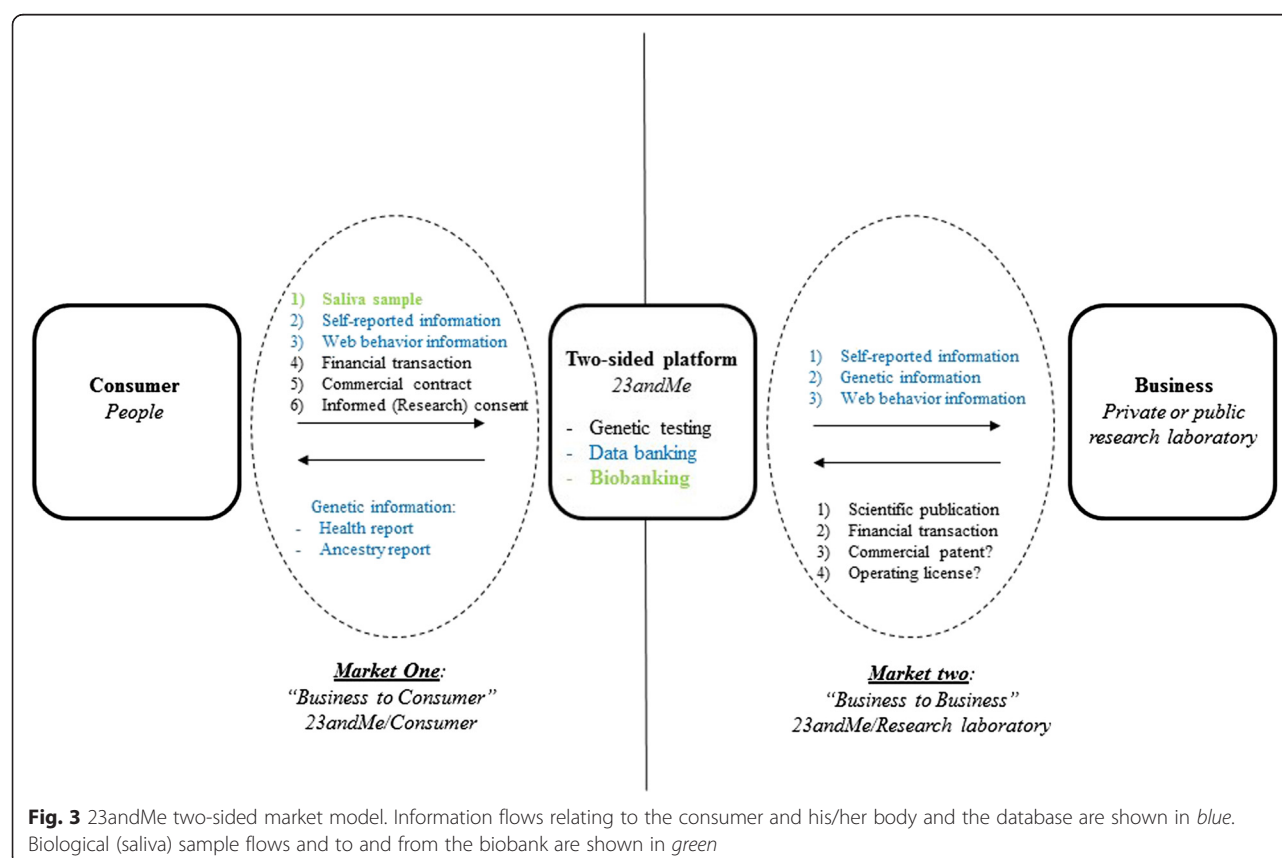 Consumer
People
1) Saliva sample
2) Self-reported information
3) Web behavior information
4) Financial transaction
5) Commercial contract
6) Informed (Research) consent
Genetic information:
- Health report
- Ancestry report
Two-sided platform
23andMe
- Genetic testing
- Data banking
- Biobanking
1) Self-reported information
2) Genetic information
3) Web behavior information
1) Scientific publication
2) Financial transaction
3) Commercial patent?
4) Operating license?
Business
Private or public
research laboratory
Market One:
“Business to Consumer”
23andMe/Consumer
Market two:
“Business to Business”
23andMe/Research laboratory
Fig. 3 23andMe two-sided market model. Information flows relating to the consumer and his/her body and the database are shown in blue.
Biological (saliva) sample flows and to and from the biobank are shown in green